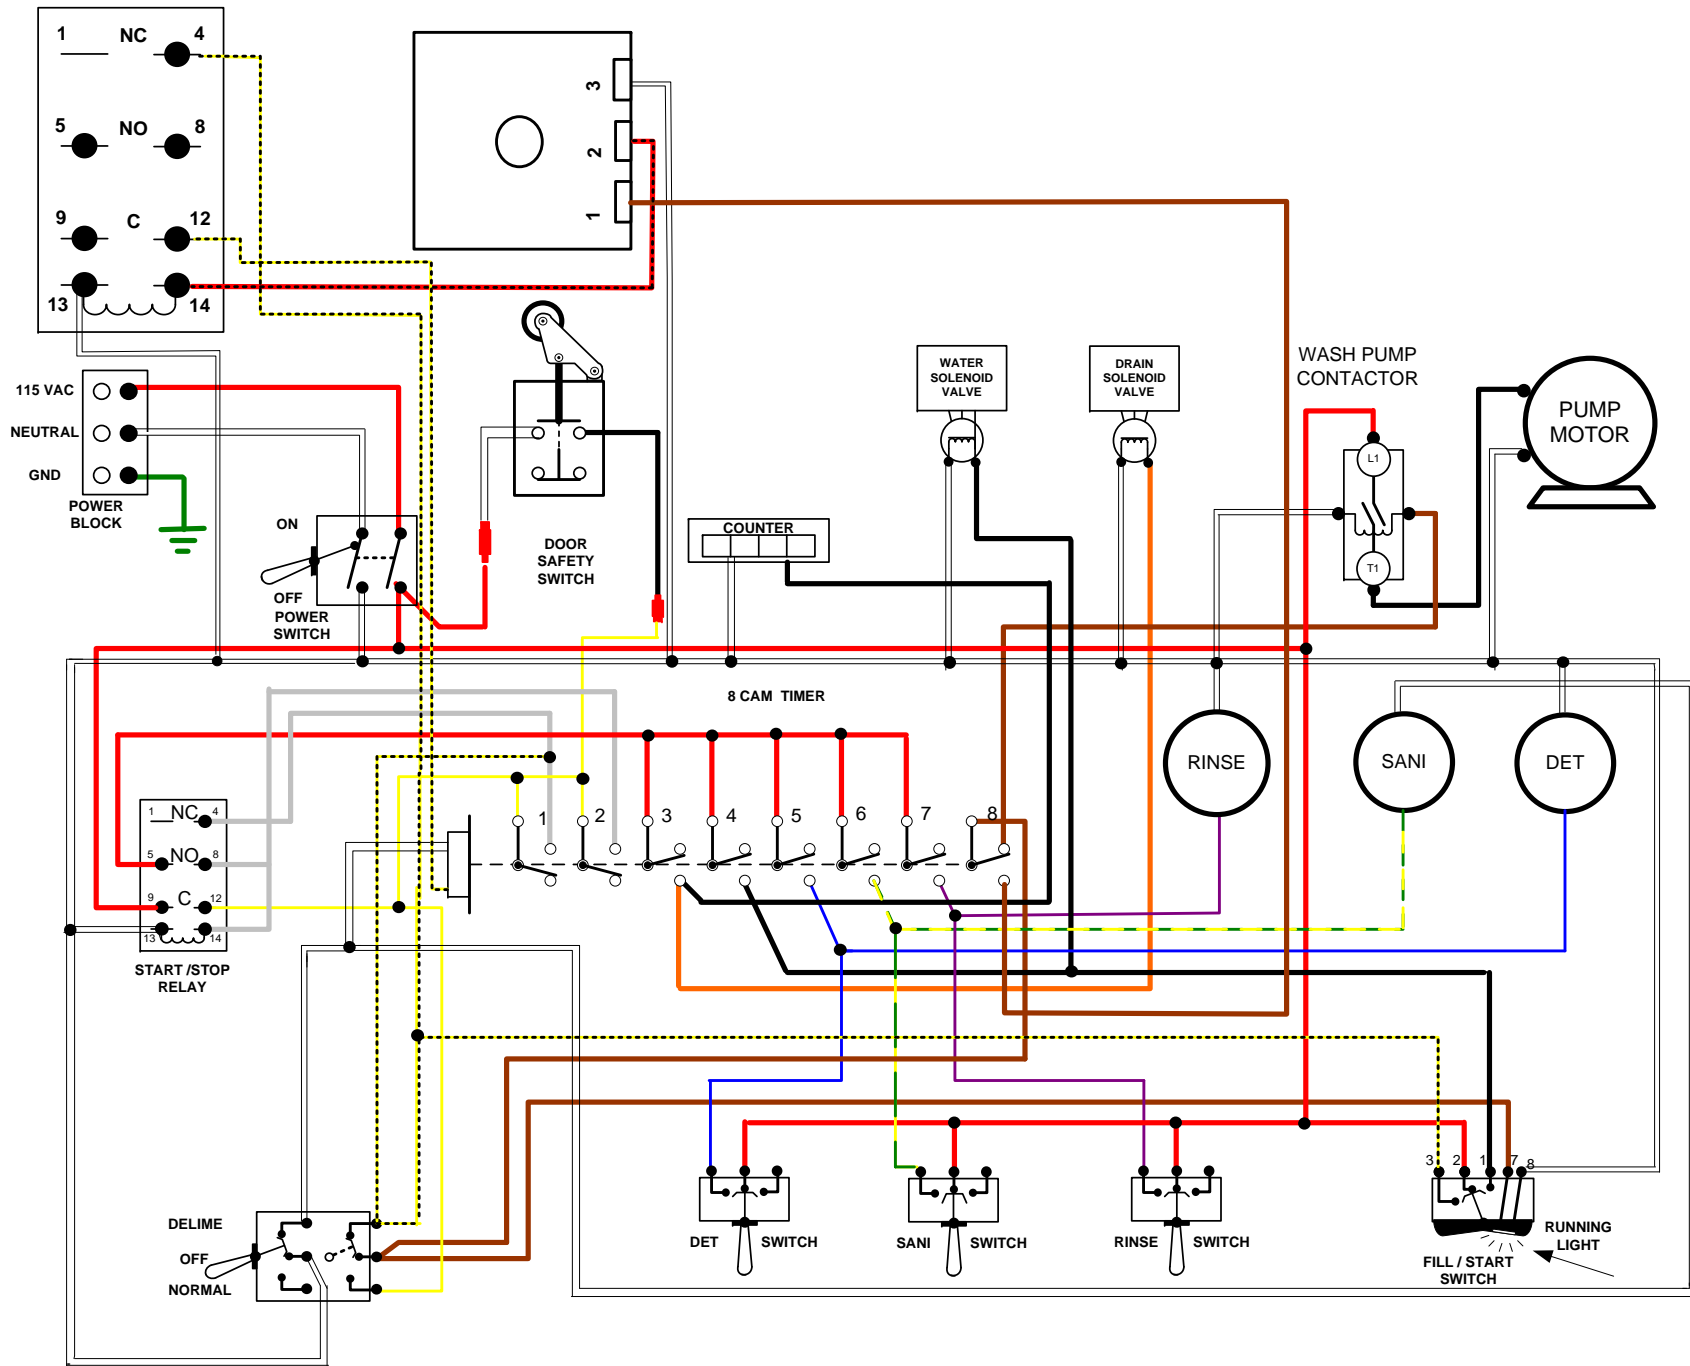 1 NC 4
5 NO 8
9 C 12
13 14
3
2
1
115 VAC
NEUTRAL
GND
POWER
BLOCK
ON
OFF
POWER
SWITCH
DOOR
SAFETY
SWITCH
COUNTER
WATER
SOLENOID
VALVE
DRAIN
SOLENOID
VALVE
WASH PUMP
CONTACTOR
L1
T1
PUMP
MOTOR
8 CAM TIMER
RINSE
SANI
DET
1 2 3 4 5 6 7 8
1 NC 4
5 NO 8
9 C 12
13 14
START /STOP
RELAY
DELIME
OFF
NORMAL
DET SWITCH
SANI SWITCH
RINSE SWITCH
3 2 1 7 8
RUNNING
LIGHT
FILL / START
SWITCH